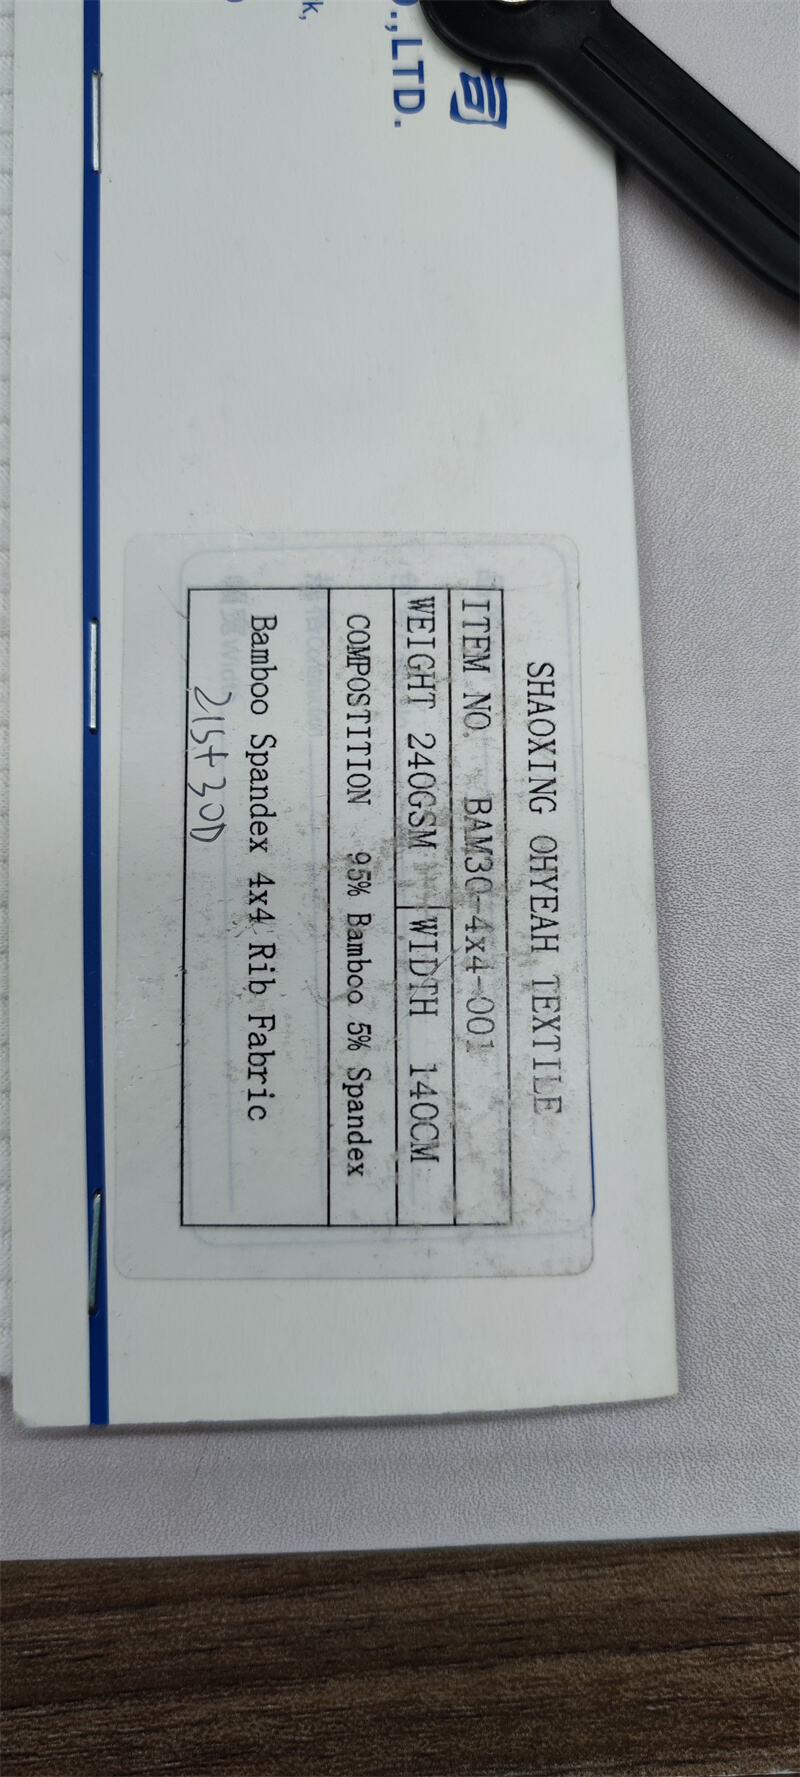 司
.,LTD.
k,
SHAOXING OHYEAH TEXTILE
ITEM NO. BAM30-4x4-001
WEIGHT 240GSM WIDTH 140CM
COMPOSTITION 95% Bamboo 5% Spandex
Bamboo Spandex 4x4 Rib Fabric
21S+30D